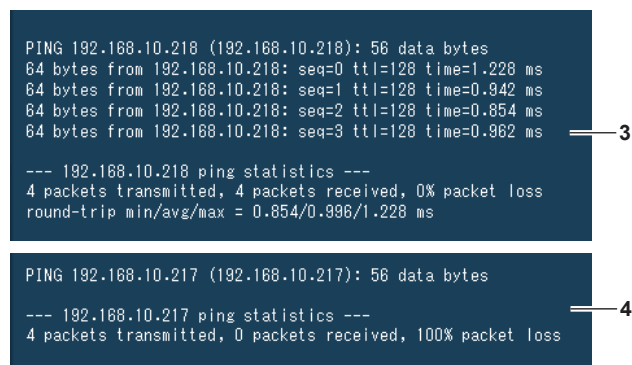 PING 192.168.10.218 (192.168.10.218): 56 data bytes
64 bytes from 192.168.10.218: seq=0 ttl=128 time=1.228 ms
64 bytes from 192.168.10.218: seq=1 ttl=128 time=0.942 ms
64 bytes from 192.168.10.218: seq=2 ttl=128 time=0.854 ms
64 bytes from 192.168.10.218: seq=3 ttl=128 time=0.962 ms
3
--- 192.168.10.218 ping statistics ---
4 packets transmitted, 4 packets received, 0% packet loss
round-trip min/avg/max = 0.854/0.996/1.228 ms
PING 192.168.10.217 (192.168.10.217): 56 data bytes
4
--- 192.168.10.217 ping statistics ---
4 packets transmitted, 0 packets received, 100% packet loss